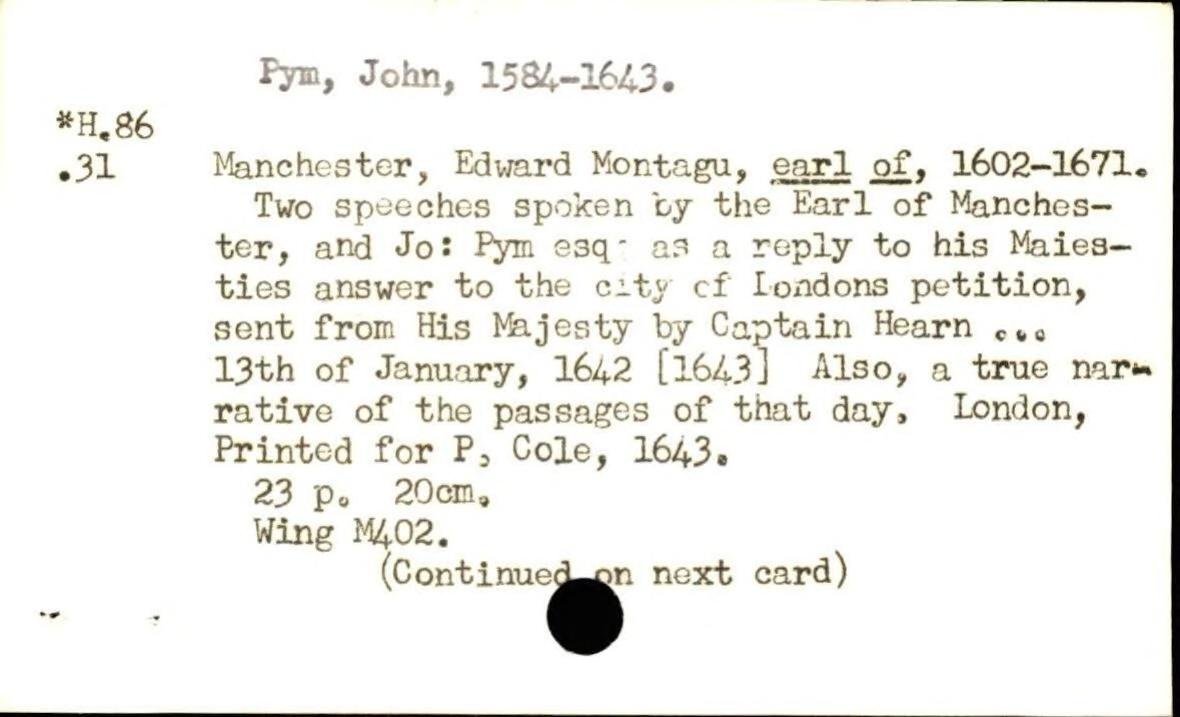 Pym, John, 1584-1643.
*H.86
.31 Manchester, Edward Montagu, earl of, 1602-1671.
Two speeches spoken by the Earl of Manches-
ter, and Jo: Pym esq: as a reply to his Maies-
ties answer to the city of Londons petition,
sent from His Majesty by Captain Hearn ...
13th of January, 1642 [1643] Also, a true nar-
rative of the passages of that day. London,
Printed for P. Cole, 1643.
23 p. 20cm.
Wing M402.
(Continued on next card)